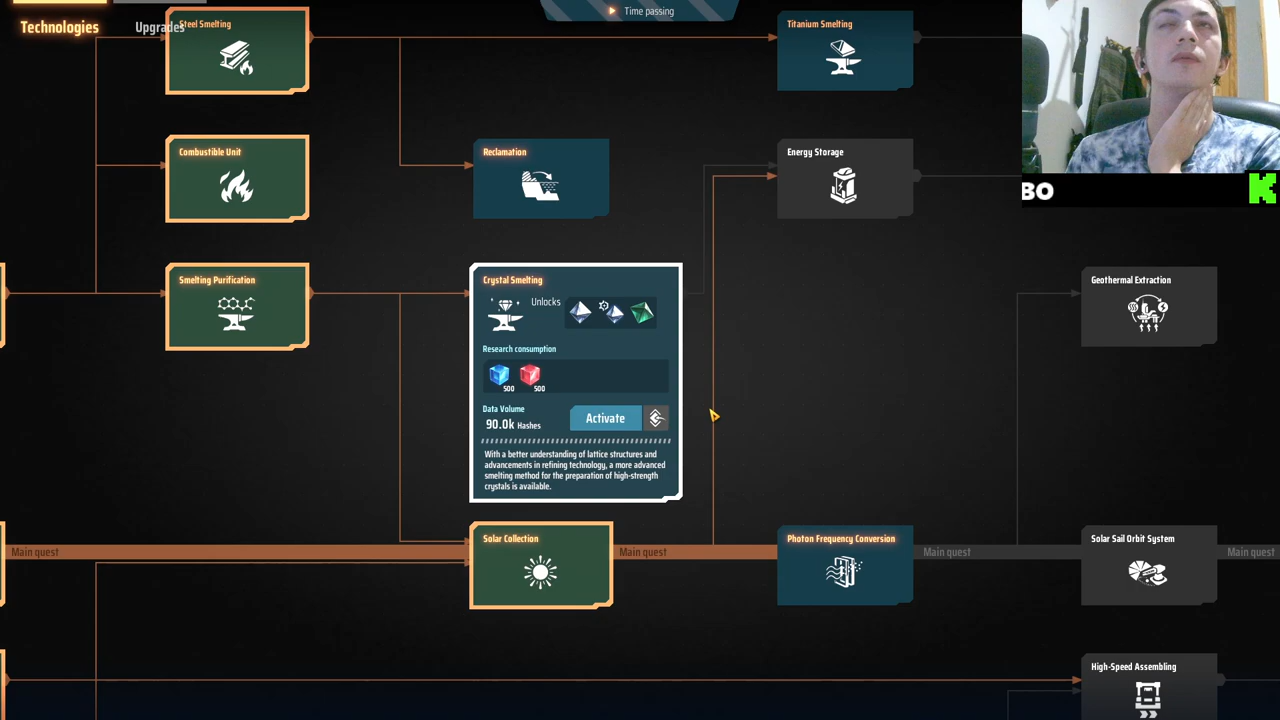 Technologies
Upgrades
Time passing
Steel Smelting
Titanium Smelting
Combustible Unit
Reclamation
Energy Storage
BO
K
Smelting Purification
Crystal Smelting
Unlocks
Research consumption
500
500
Data Volume
90.0k Hashes
Activate
With a better understanding of lattice structures and
advancements in refining technology, a more advanced
smelting method for the preparation of high-strength
crystals is available.
Geothermal Extraction
Main quest
Solar Collection
Main quest
Photon Frequency Conversion
Main quest
Solar Sail Orbit System
Main quest
High-Speed Assembling